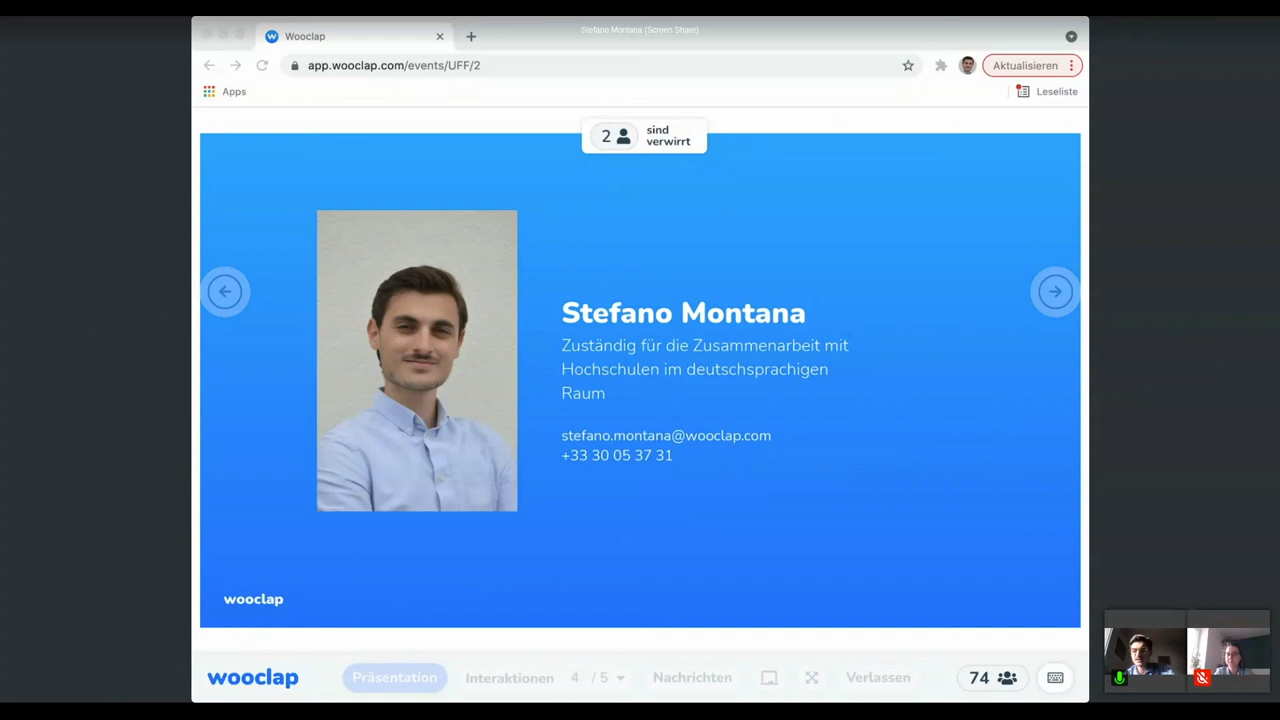 Wooclap
Stefano Montana (Screen Share)
app.wooclap.com/events/UFF/2
Aktualisieren
Apps
Leseliste
2
sind
verwirrt
Stefano Montana
Zuständig für die Zusammenarbeit mit
Hochschulen im deutschsprachigen
Raum
stefano.montana@wooclap.com
+33 30 05 37 31
wooclap
wooclap
Präsentation
Interaktionen
4 / 5
Nachrichten
Verlassen
74